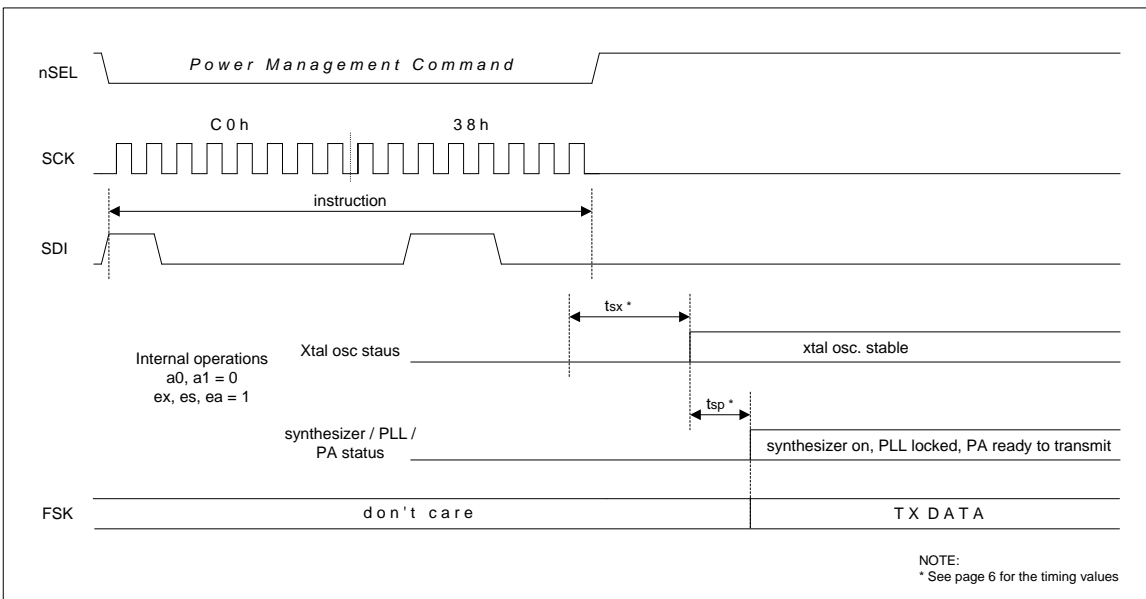 nSEL
Power Management Command
C0h
38h
SCK
instruction
SDI
tsx *
Xtal osc staus
xtal osc. stable
Internal operations
a0, a1 = 0
ex, es, ea = 1
tsp *
synthesizer / PLL /
PA status
synthesizer on, PLL locked, PA ready to transmit
FSK
don't care
TX DATA
NOTE:
* See page 6 for the timing values